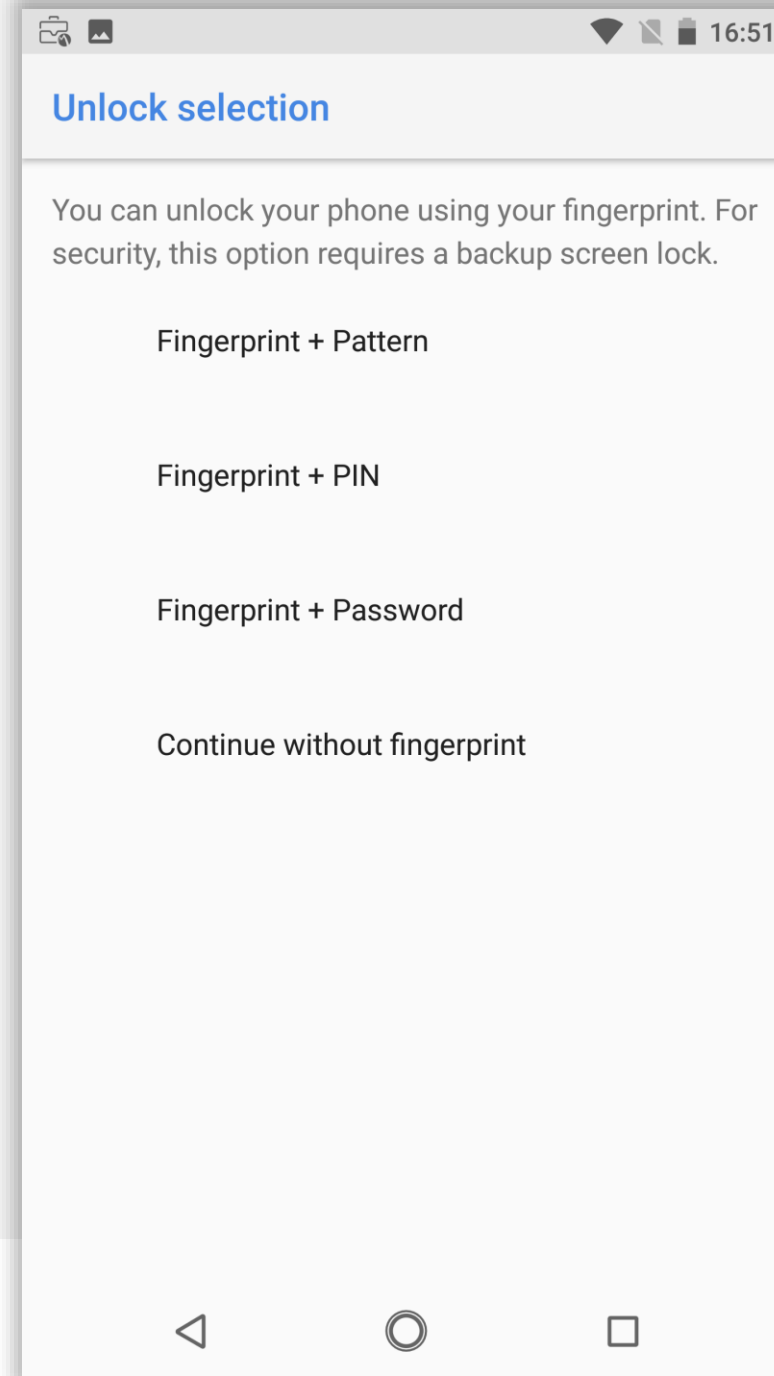 16:51
Unlock selection
You can unlock your phone using your fingerprint. For
security, this option requires a backup screen lock.
Fingerprint + Pattern
Fingerprint + PIN
Fingerprint + Password
Continue without fingerprint